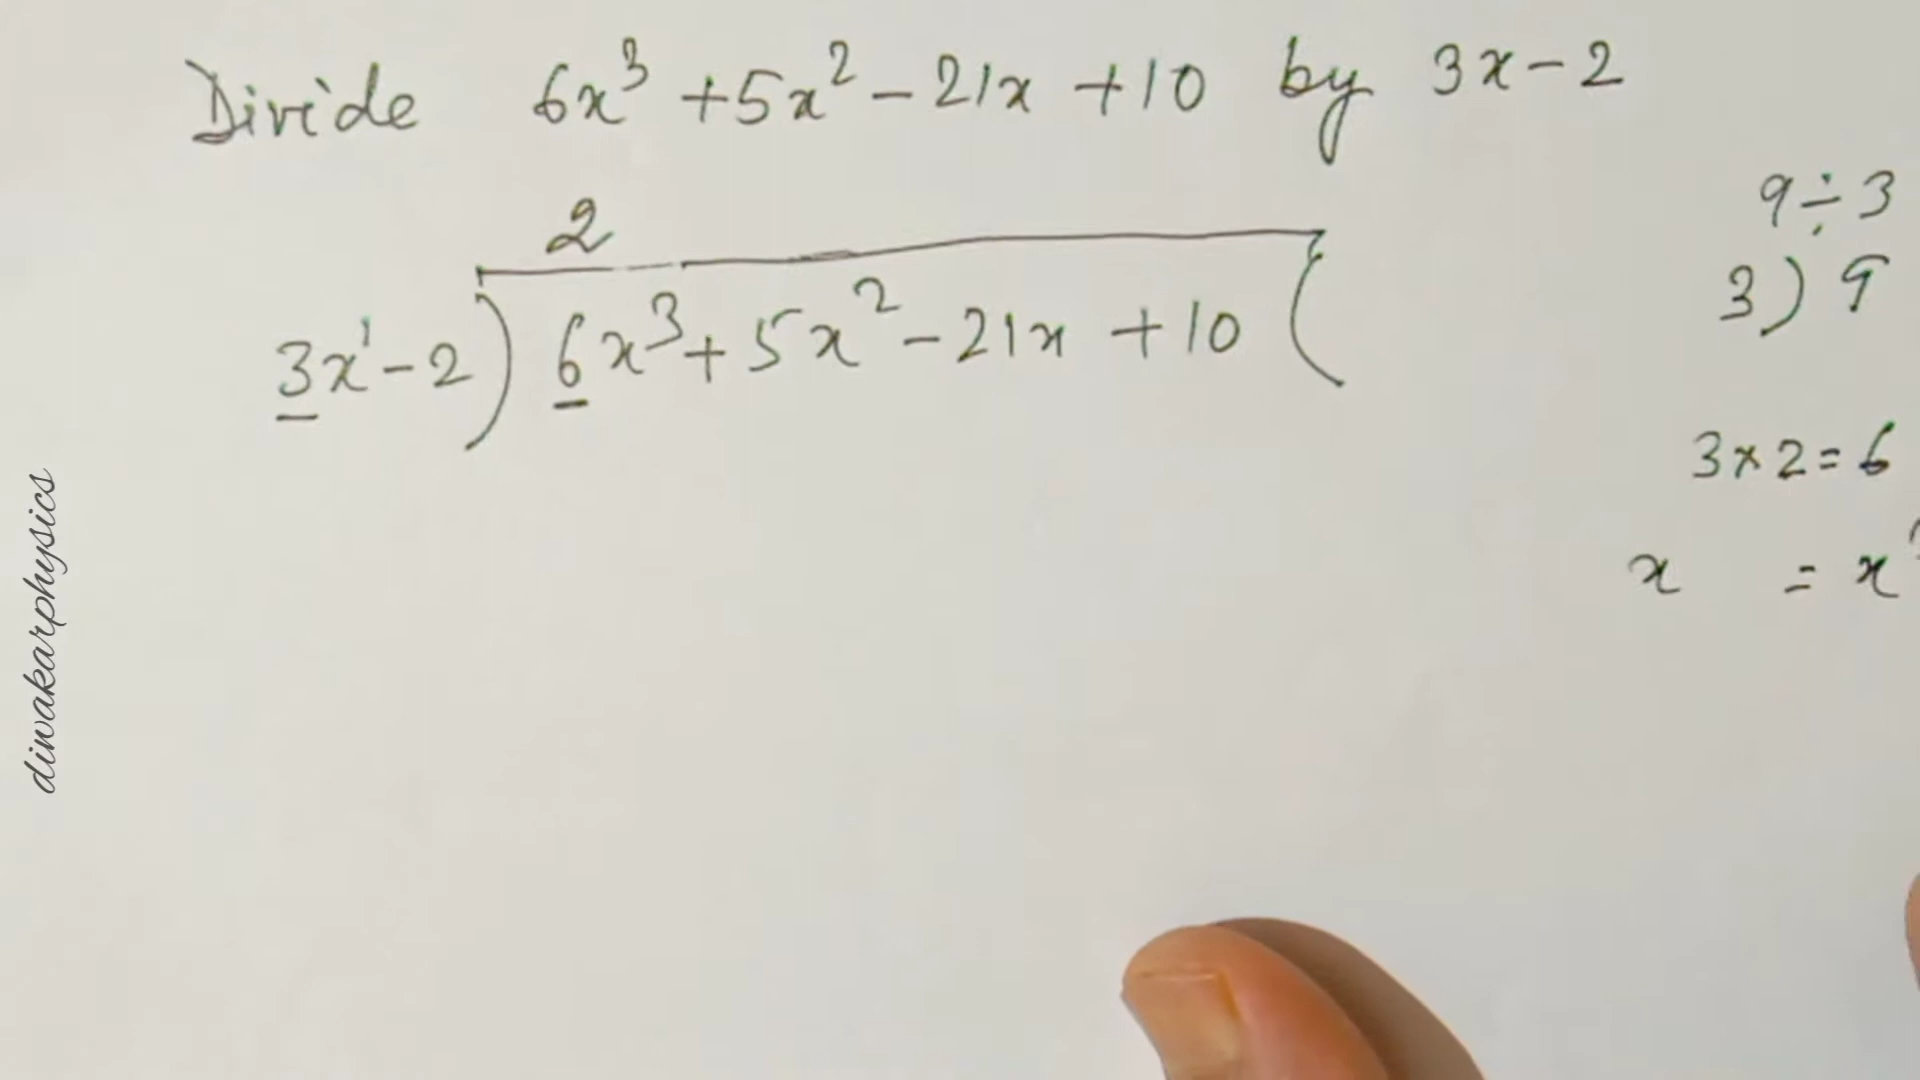 Divide 6x³ + 5x² - 21x + 10 by 3x - 2
9 ÷ 3
2
3x¹ - 2 ) 6x³ + 5x² - 21x + 10 (
3 ) 9
3 × 2 = 6
x = x
diwakarphysics